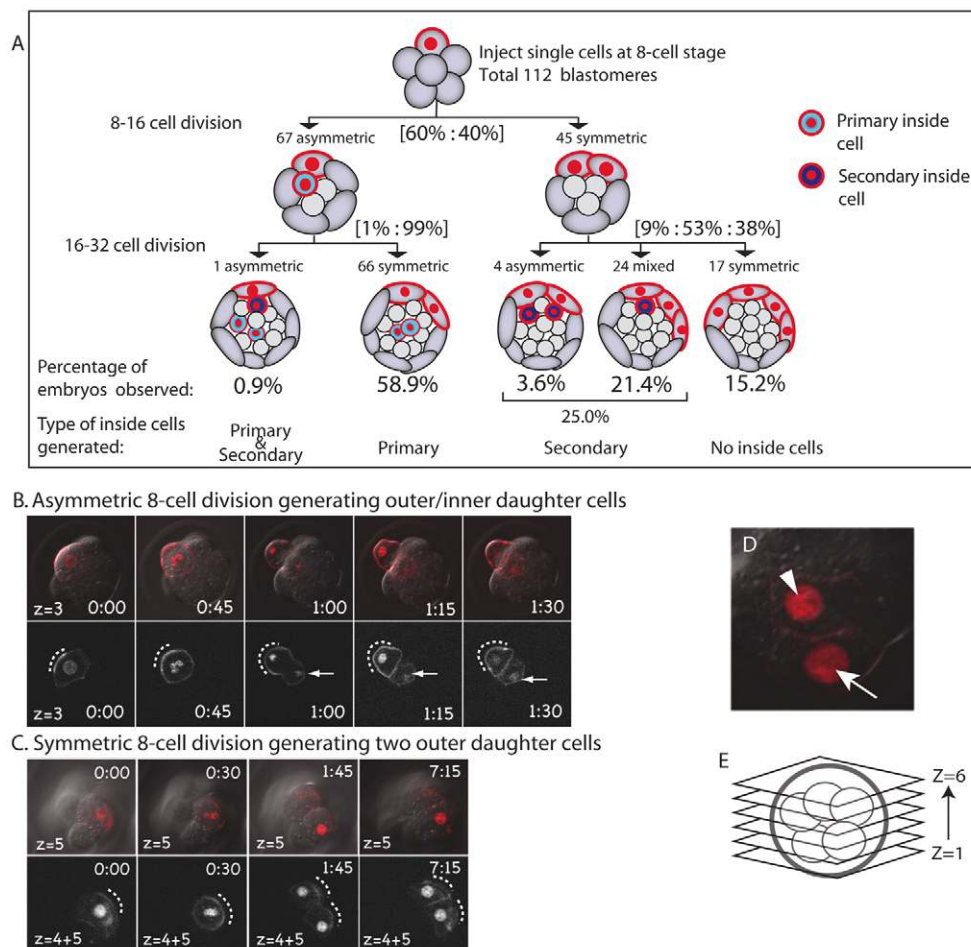 A
Inject single cells at 8-cell stage
Total 112 blastomeres
8-16 cell division
[60% : 40%]
67 asymmetric
45 symmetric
Primary inside
cell
Secondary inside
cell
16-32 cell division
[1% : 99%]
[9% : 53% : 38%]
1 asymmetric
66 symmetric
4 asymmertic
24 mixed
17 symmetric
Percentage of
embryos observed:
0.9%
58.9%
3.6%
21.4%
15.2%
25.0%
Type of inside cells
generated:
Primary
&
Secondary
Primary
Secondary
No inside cells
B. Asymmetric 8-cell division generating outer/inner daughter cells
z=3 0:00
0:45
1:00
1:15
1:30
z=3 0:00
0:45
1:00
1:15
1:30
C. Symmetric 8-cell division generating two outer daughter cells
0:00
0:30
1:45
7:15
z=5
z=5
z=5
z=5
0:00
0:30
1:45
7:15
z=4+5
z=4+5
z=4+5
z=4+5
D
E
Z=6
Z=1